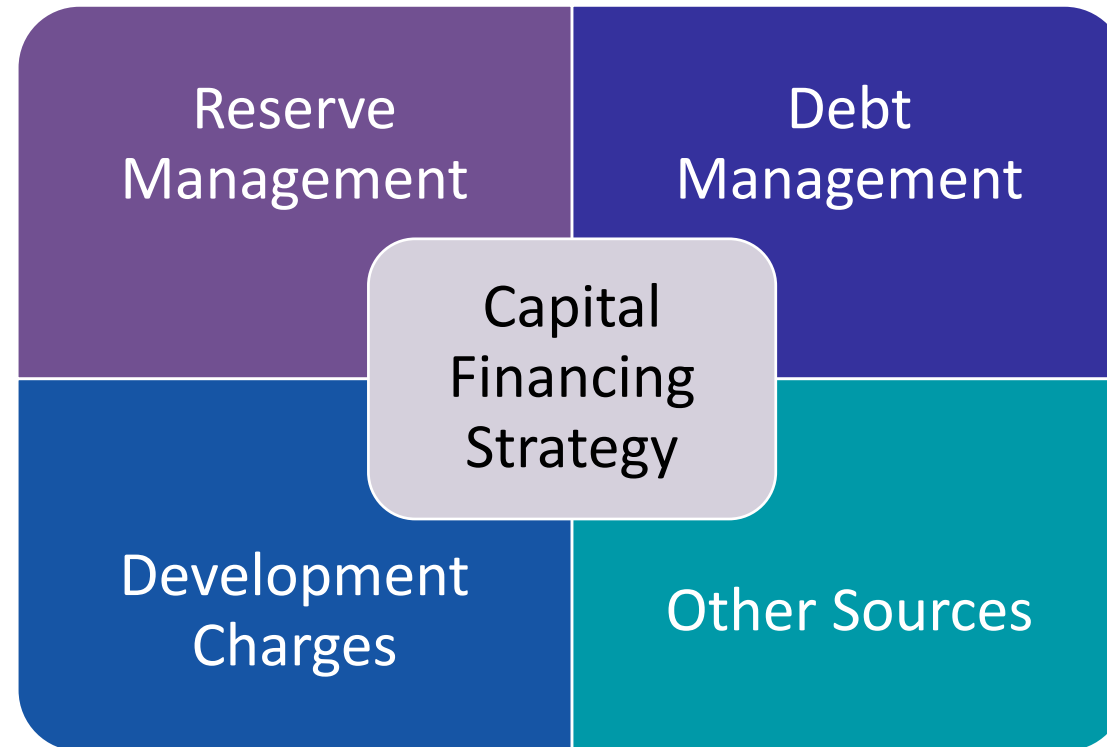 Reserve
Management
Debt
Management
Capital
Financing
Strategy
Development
Charges
Other Sources